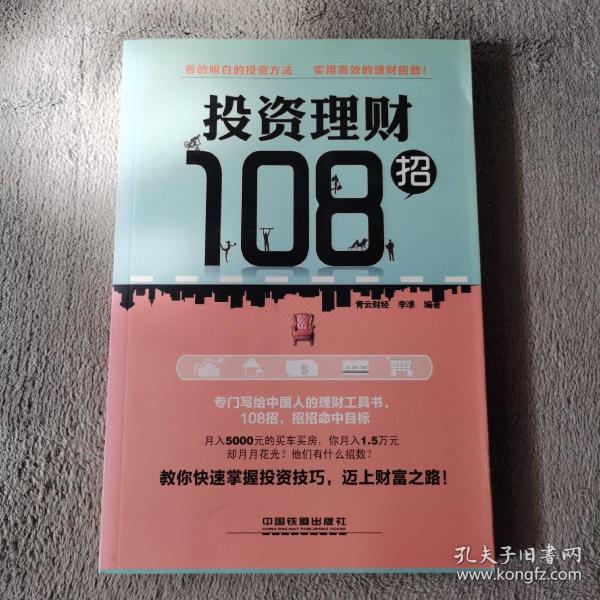 看的明白的投资方法 实用高效的理财招数！
投资理财
108
招
青云财经 李凖 编著
$
专门写给中国人的理财工具书，
108招，招招命中目标
月入5000元的买车买房，你月入1.5万元
却月月花光？他们有什么招数？
教你快速掌握投资技巧，迈上财富之路！
中国铁道出版社
CHINA RAILWAY PUBLISHING HOUSE
孔夫子旧书网
www.kongfz.com